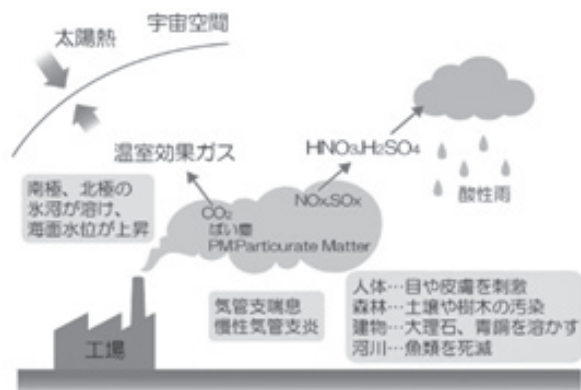 宇宙空間
太陽熱
温室効果ガス
HNO₃,H₂SO₄
酸性雨
南極、北極の
氷河が溶け、
海面水位が上昇
CO₂
ばい塵
PM:Particurate Matter
NOx,SOx
気管支喘息
慢性気管支炎
人体…目や皮膚を刺激
森林…土壌や樹木の汚染
建物…大理石、青銅を溶かす
河川…魚類を死滅
工場